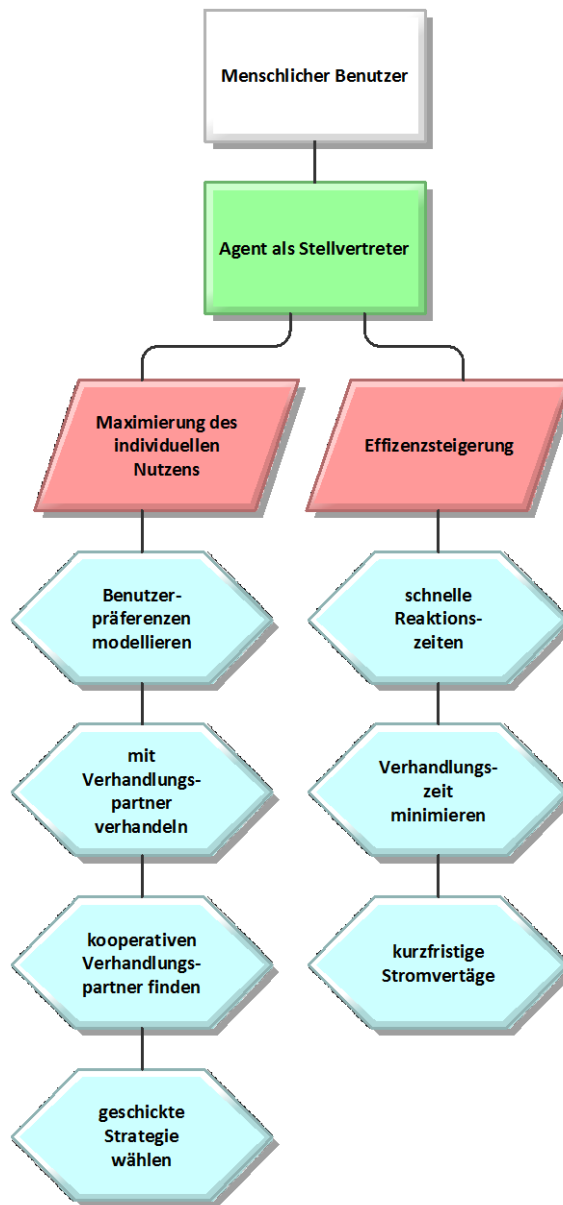 Menschlicher Benutzer
Agent als Stellvertreter
Maximierung des
individuellen
Nutzens
Effizenzsteigerung
Benutzer-
präferenzen
modellieren
schnelle
Reaktions-
zeiten
mit
Verhandlungs-
partner
verhandeln
Verhandlungs-
zeit
minimieren
kooperativen
Verhandlungs-
partner finden
kurzfristige
Stromvertäge
geschickte
Strategie
wählen